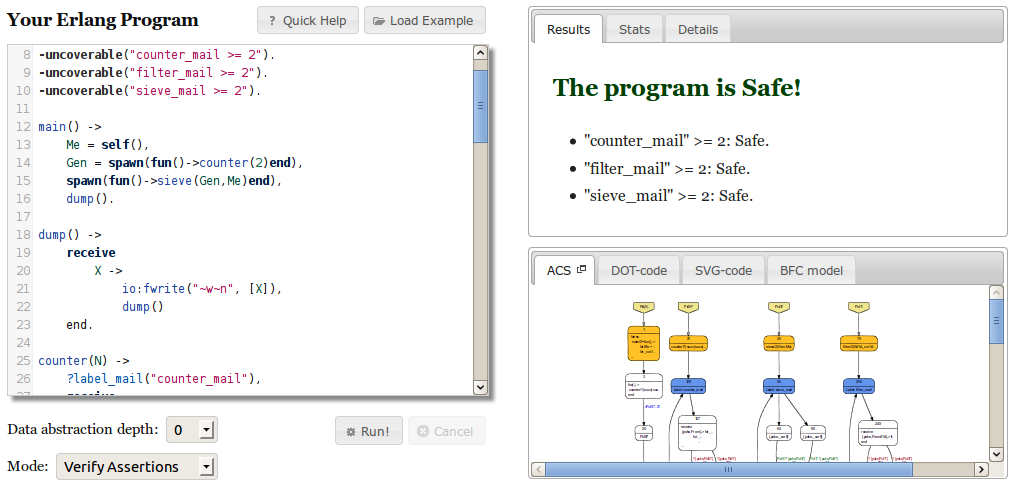 Your Erlang Program
? Quick Help
Load Example
8 -uncoverable("counter_mail >= 2").
9 -uncoverable("filter_mail >= 2").
10 -uncoverable("sieve_mail >= 2").
11
12 main() ->
13 Me = self(),
14 Gen = spawn(fun()->counter(2)end),
15 spawn(fun()->sieve(Gen,Me)end),
16 dump().
17
18 dump() ->
19 receive
20 X ->
21 io:fwrite("~w~n", [X]),
22 dump()
23 end.
24
25 counter(N) ->
26 ?label_mail("counter_mail"),
Data abstraction depth: 0
Run!
Cancel
Mode: Verify Assertions
Results
Stats
Details
The program is Safe!
• "counter_mail" >= 2: Safe.
• "filter_mail" >= 2: Safe.
• "sieve_mail" >= 2: Safe.
ACS
DOT-code
SVG-code
BFC model